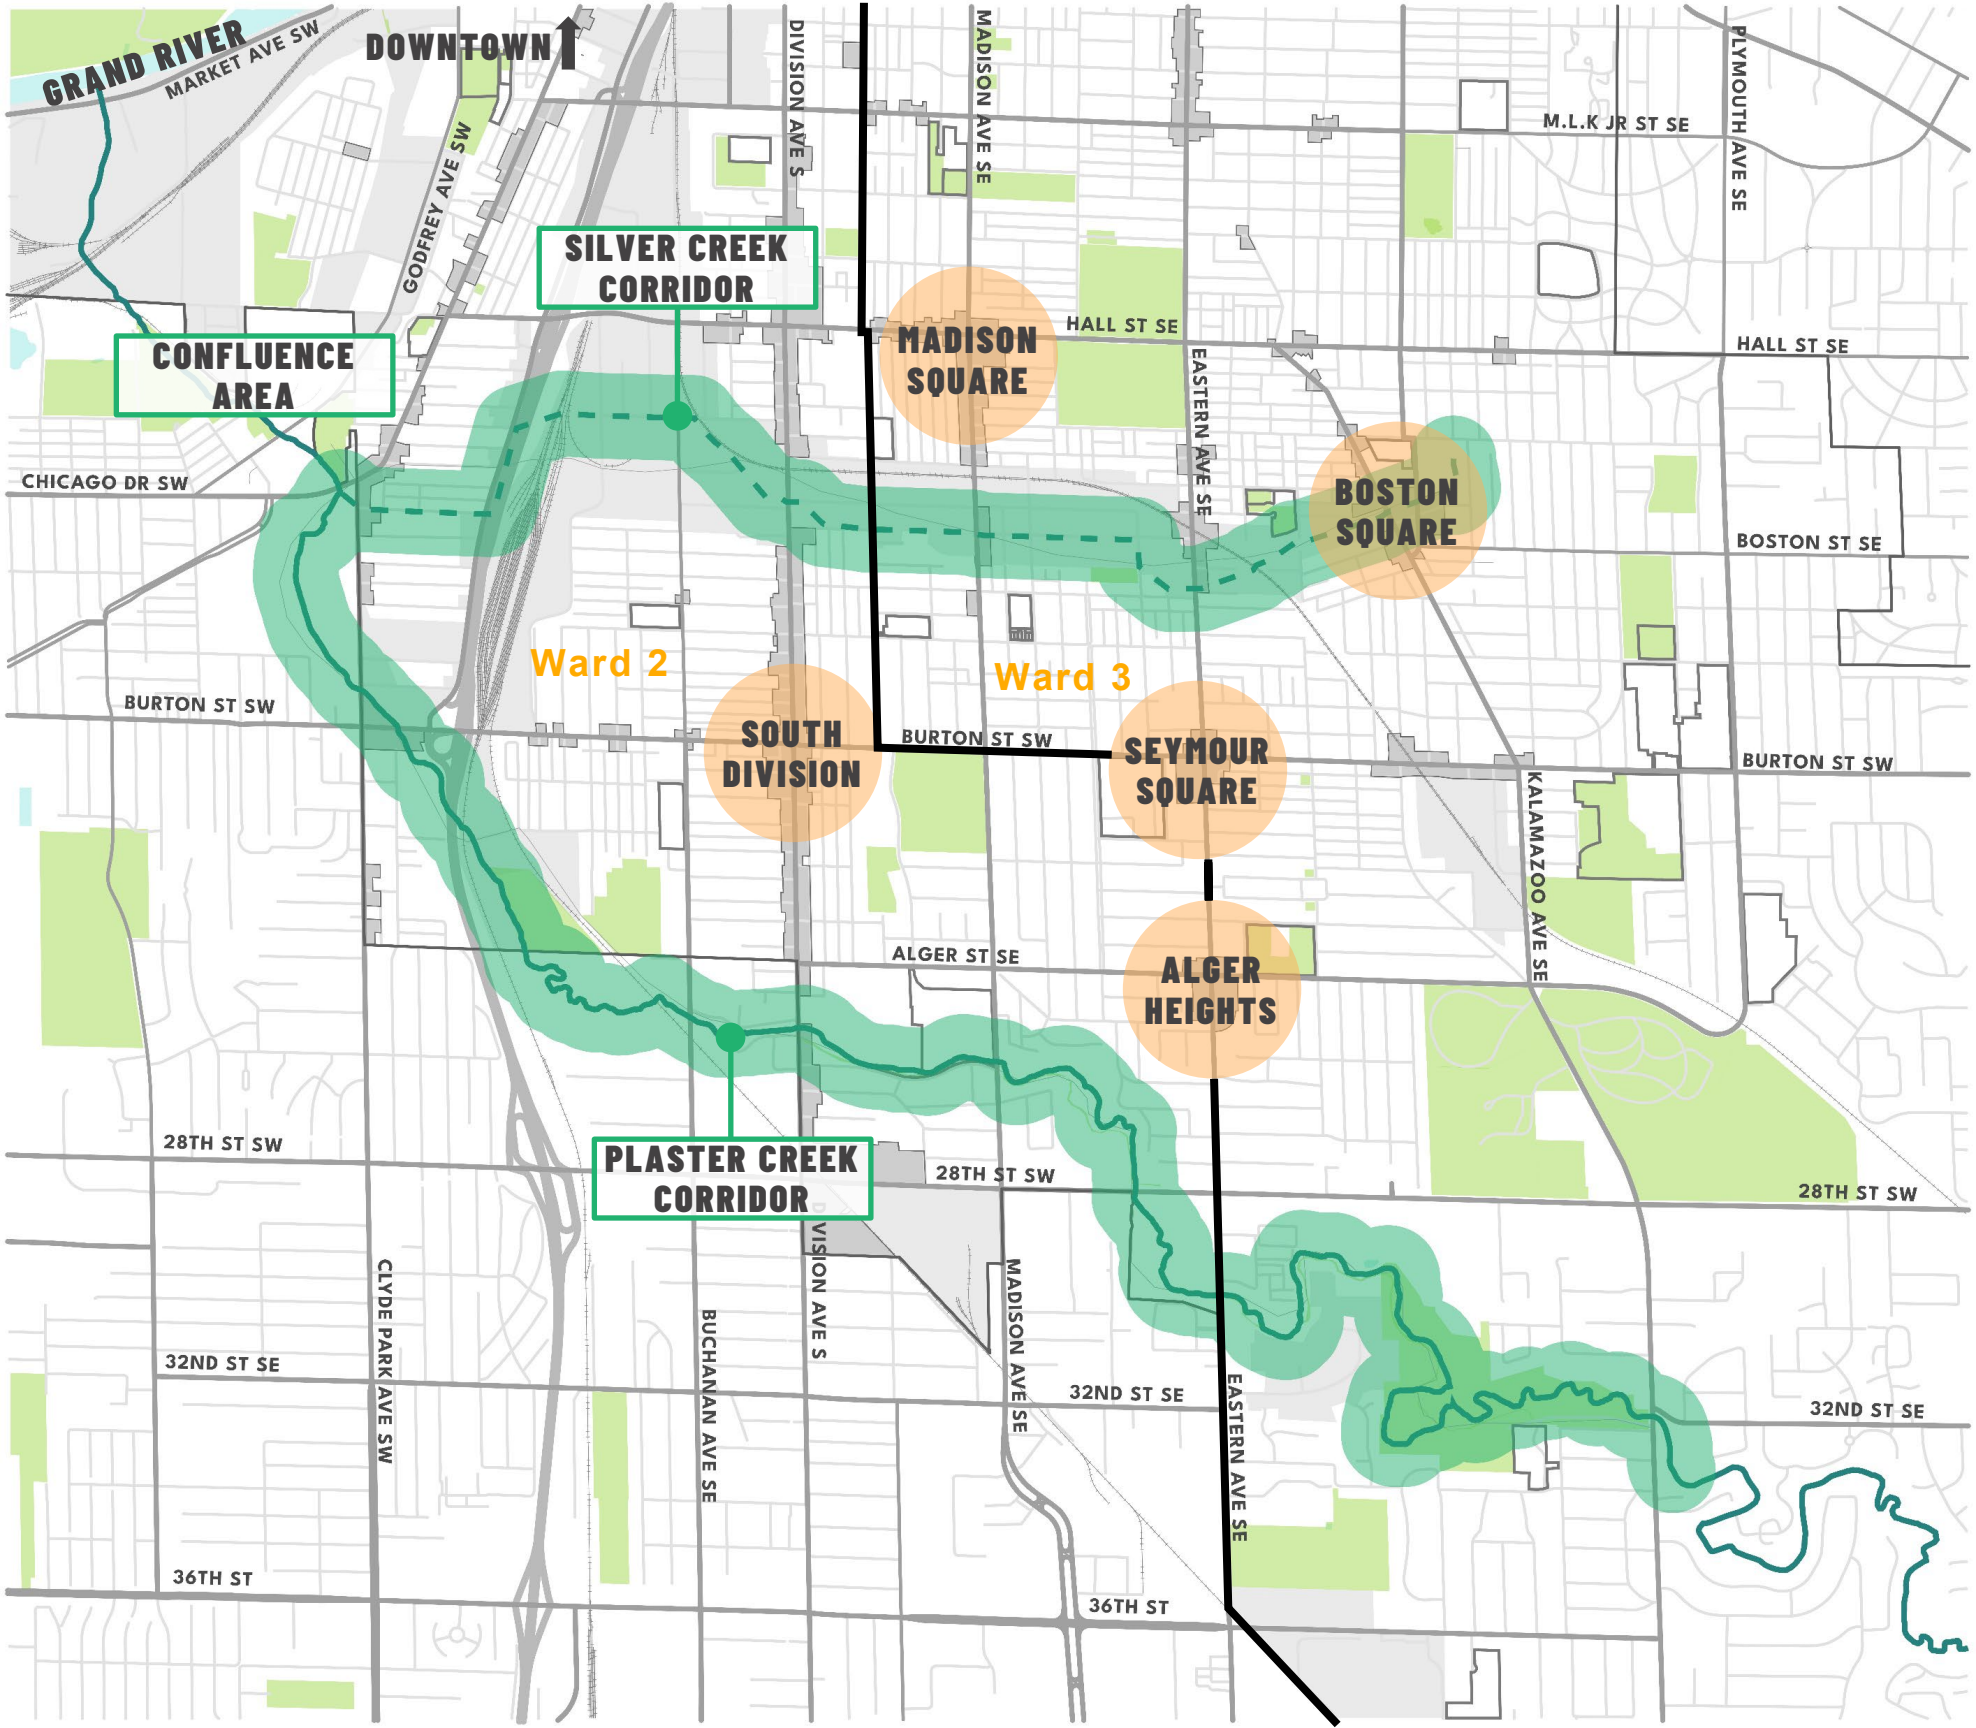 GRAND RIVER
MARKET AVE SW
DOWNTOWN
GODFREY AVE SW
DIVISION AVE S
MADISON AVE SE
PLYMOUTH AVE SE
M.L.K JR ST SE
SILVER CREEK
CORRIDOR
CONFLUENCE
AREA
MADISON
SQUARE
HALL ST SE
HALL ST SE
EASTERN AVE SE
CHICAGO DR SW
BOSTON
SQUARE
BOSTON ST SE
Ward 2
Ward 3
BURTON ST SW
SOUTH
DIVISION
BURTON ST SW
SEYMOUR
SQUARE
BURTON ST SW
KALAMAZOO AVE SE
ALGER ST SE
ALGER
HEIGHTS
PLASTER CREEK
CORRIDOR
28TH ST SW
28TH ST SW
28TH ST SW
CLYDE PARK AVE SW
BUCHANAN AVE SE
DIVISION AVE S
MADISON AVE SE
EASTERN AVE SE
32ND ST SE
32ND ST SE
32ND ST SE
36TH ST
36TH ST